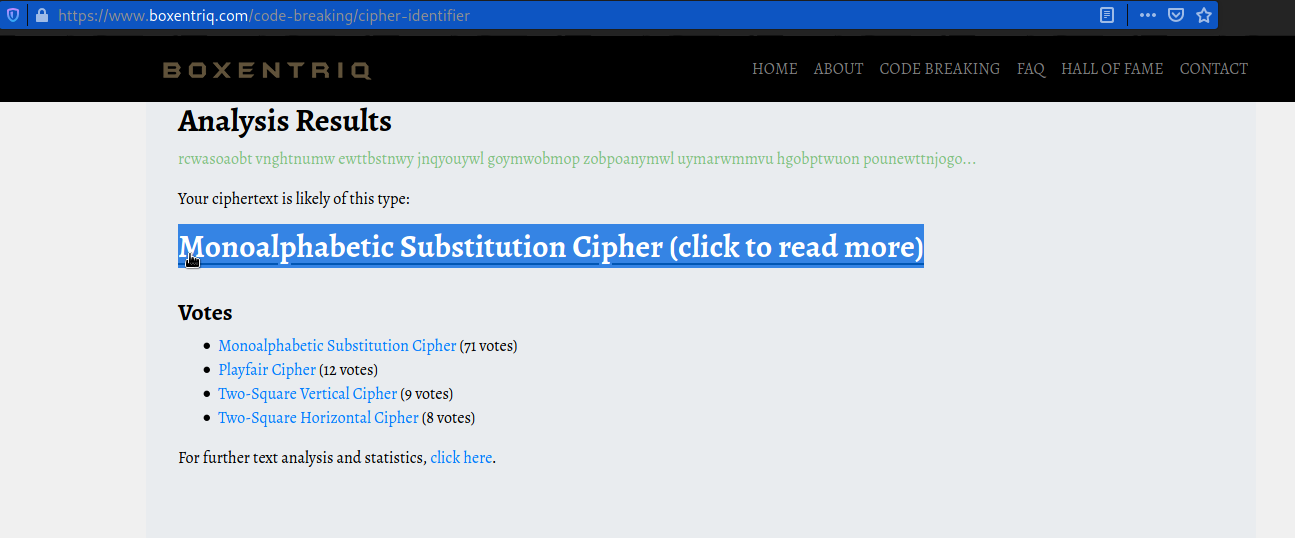 https://www.boxentriq.com/code-breaking/cipher-identifier
BOXENTRIQ HOME ABOUT CODE BREAKING FAQ HALL OF FAME CONTACT
Analysis Results
rcwasoaobt vnghtnumw ewttbstnwy jnqyouywl goymwobmop zobpoanymwl uymarwmmvu hgobptwuon pounewttnjogo...
Your ciphertext is likely of this type:
Monoalphabetic Substitution Cipher (click to read more)
Votes
Monoalphabetic Substitution Cipher (71 votes)
Playfair Cipher (12 votes)
Two-Square Vertical Cipher (9 votes)
Two-Square Horizontal Cipher (8 votes)
For further text analysis and statistics, click here.